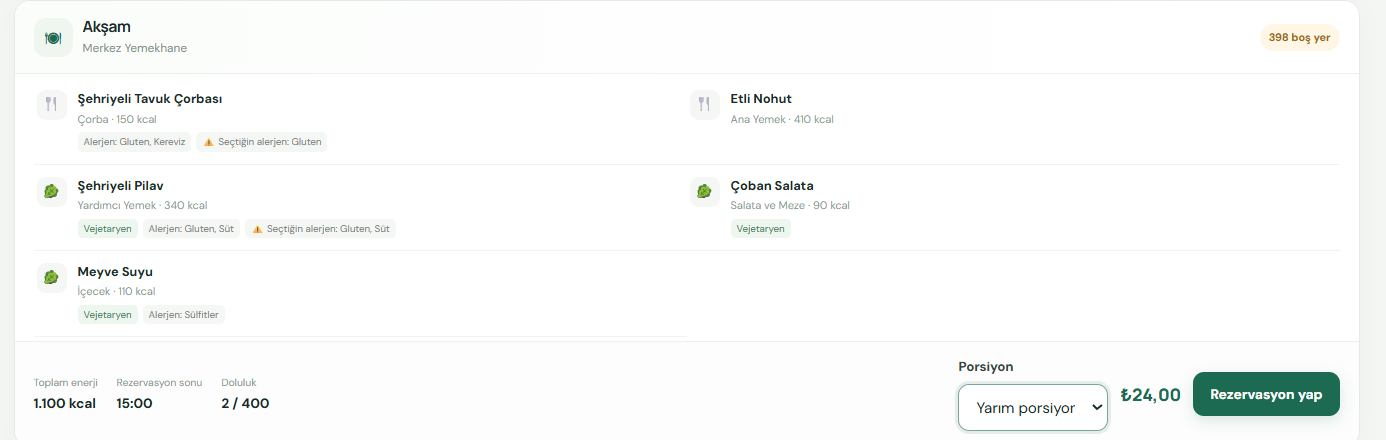 Akşam
Merkez Yemekhane
398 boş yer
Şehriyeli Tavuk Çorbası
Çorba · 150 kcal
Alerjen: Gluten, Kereviz
Seçtiğin alerjen: Gluten
Etli Nohut
Ana Yemek · 410 kcal
Şehriyeli Pilav
Yardımcı Yemek · 340 kcal
Vejetaryen
Alerjen: Gluten, Süt
Seçtiğin alerjen: Gluten, Süt
Çoban Salata
Salata ve Meze · 90 kcal
Vejetaryen
Meyve Suyu
İçecek · 110 kcal
Vejetaryen
Alerjen: Sülfitler
Toplam enerji
1.100 kcal
Rezervasyon sonu
15:00
Doluluk
2 / 400
Porsiyon
Yarım porsiyor
₺24,00
Rezervasyon yap